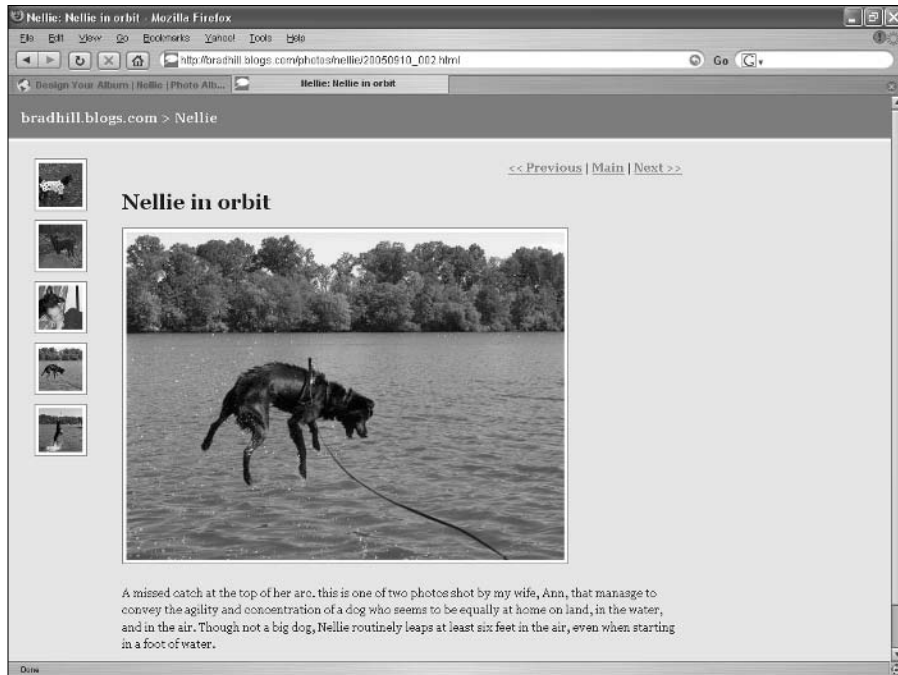 Nellie: Nellie in orbit - Mozilla Firefox
File Edit View Go Bookmarks Yahoo! Tools Help
http://bradhill.blogs.com/photos/nellie/20050910_002.html
Go
G
Design Your Album | Nellie | Photo Alb...
Nellie: Nellie in orbit
bradhill.blogs.com > Nellie
<< Previous | Main | Next >>
Nellie in orbit
A missed catch at the top of her arc. this is one of two photos shot by my wife, Ann, that manasge to
convey the agility and concentration of a dog who seems to be equally at home on land, in the water,
and in the air. Though not a big dog, Nellie routinely leaps at least six feet in the air, even when starting
in a foot of water.
Done